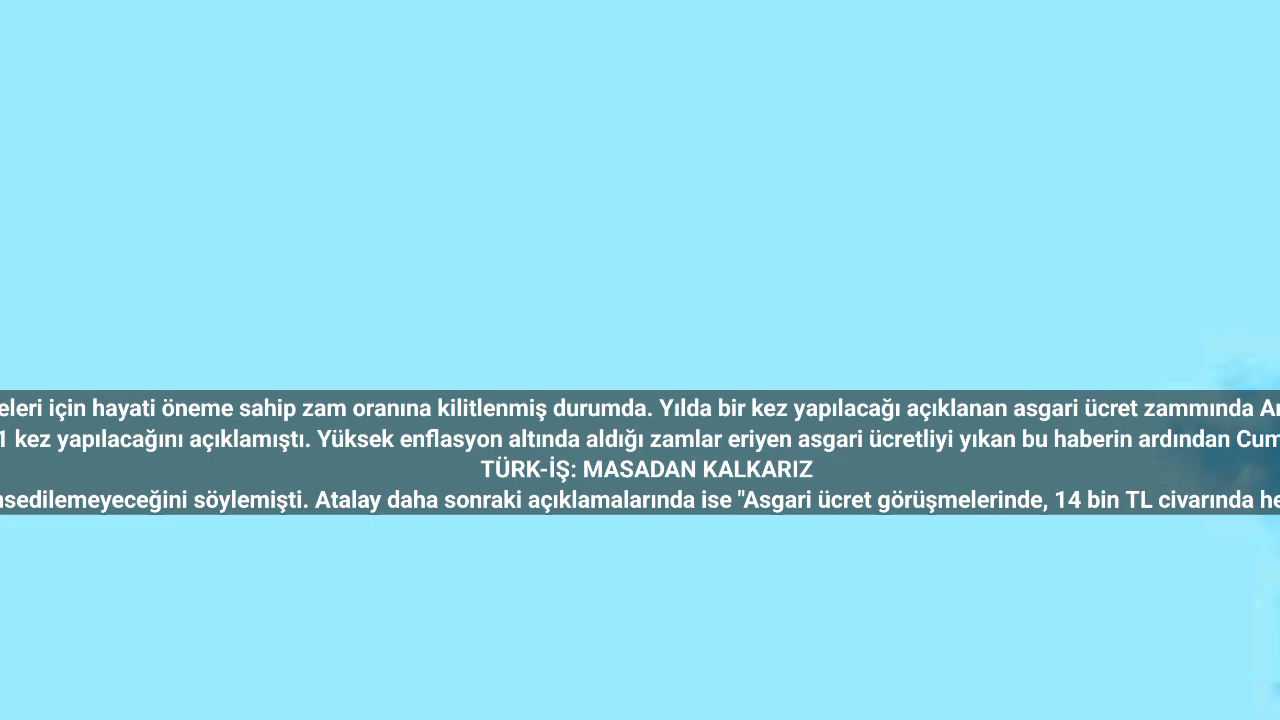 eleri için hayati öneme sahip zam oranına kilitlenmiş durumda. Yılda bir kez yapılacağı açıklanan asgari ücret zammında
1 kez yapılacağını açıklamıştı. Yüksek enflasyon altında aldığı zamlar eriyen asgari ücretliyi yıkan bu haberin ardından Cum
TÜRK-İŞ: MASADAN KALKARIZ
sedilemeyeceğini söylemişti. Atalay daha sonraki açıklamalarında ise "Asgari ücret görüşmelerinde, 14 bin TL civarında he